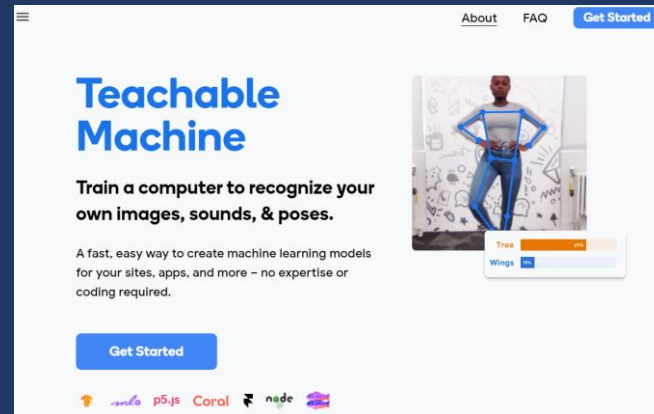 About FAQ Get Started
Teachable
Machine
Train a computer to recognize your
own images, sounds, & poses.
A fast, easy way to create machine learning models
for your sites, apps, and more – no expertise or
coding required.
Tree
Wings
Get Started
mlo p5.js Coral node